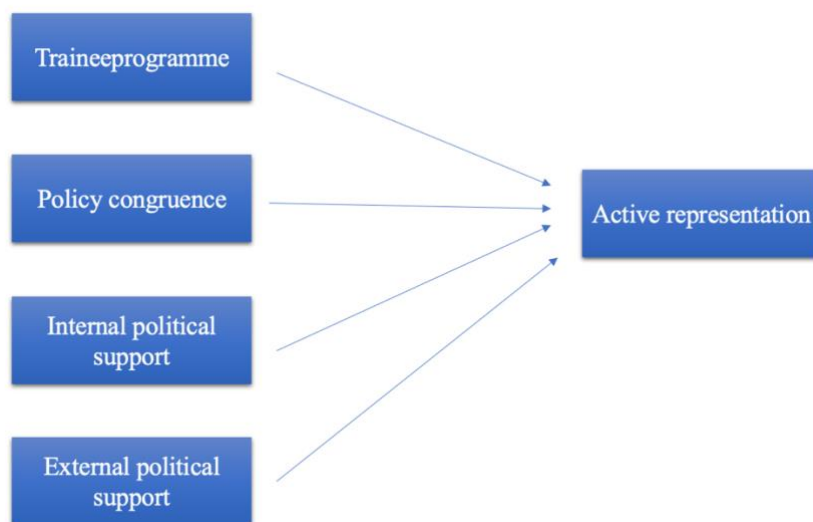 Traineeprogramme
Policy congruence
Internal political
support
External political
support
Active representation